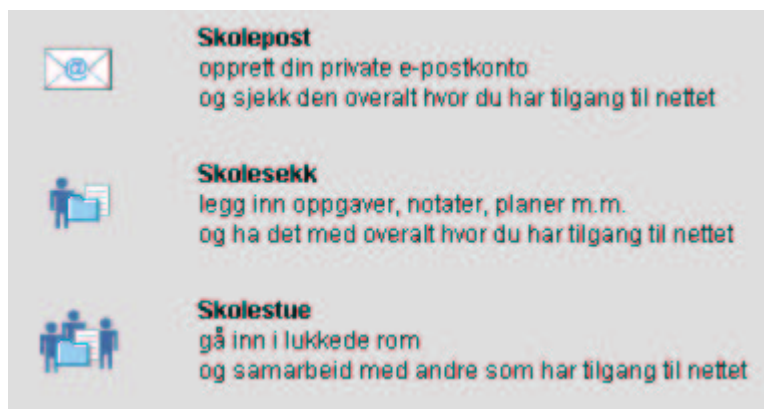 Skolepost
opprett din private e-postkonto
og sjekk den overalt hvor du har tilgang til nettet
Skolesekk
legg inn oppgaver, notater, planer m.m.
og ha det med overalt hvor du har tilgang til nettet
Skolestue
gå inn i lukkede rom
og samarbeid med andre som har tilgang til nettet